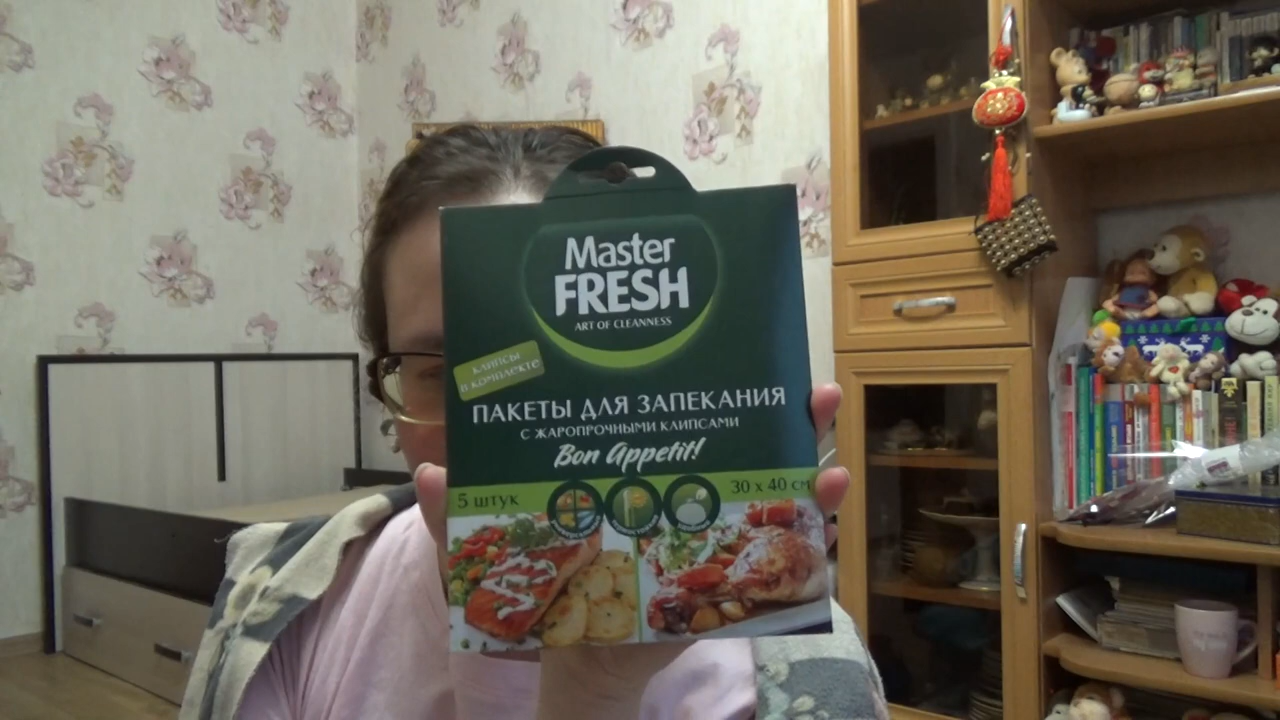 Master
FRESH
ART OF CLEANNESS
КЛИПСЫ
В КОМПЛЕКТЕ
ПАКЕТЫ ДЛЯ ЗАПЕКАНИЯ
С ЖАРОПРОЧНЫМИ КЛИПСАМИ
Bon Appetit!
5 штук
30 x 40 см